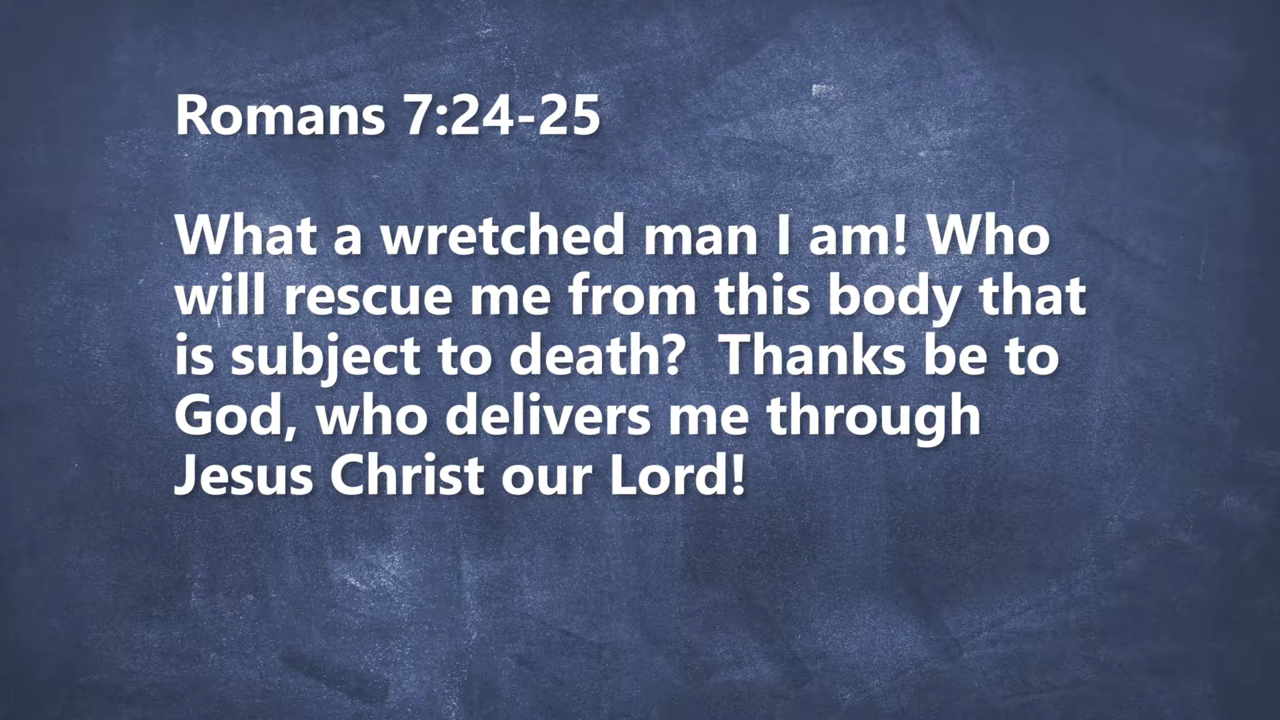 Romans 7:24-25
What a wretched man I am! Who
will rescue me from this body that
is subject to death?  Thanks be to
God, who delivers me through
Jesus Christ our Lord!